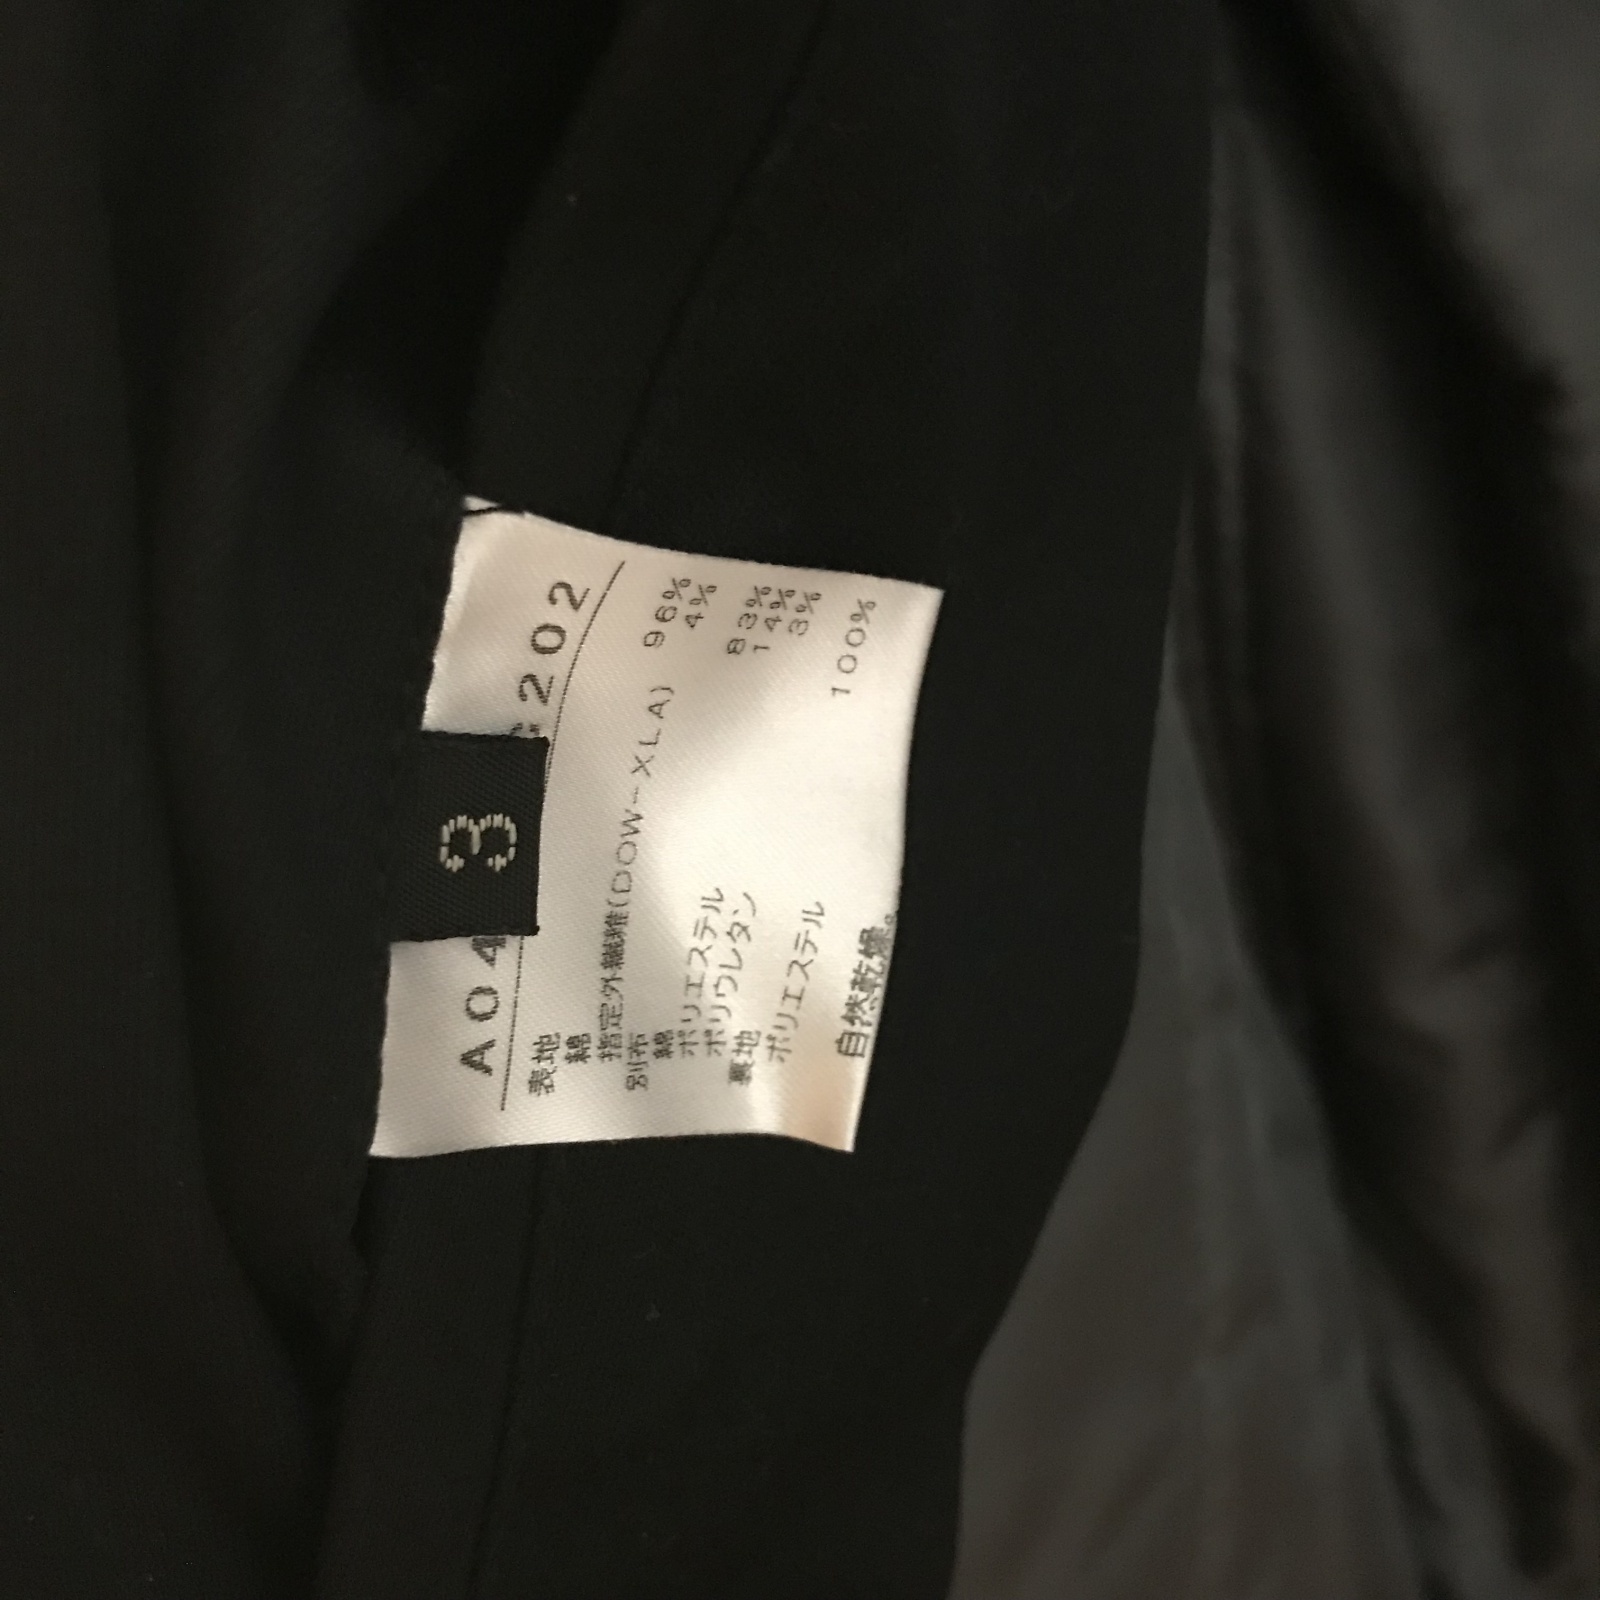 A04
202
3
表地
綿 96%
指定外繊維(DOW-XLA) 4%
別布
綿 83%
ポリエステル 14%
ポリウレタン 3%
裏地
ポリエステル 100%
自然乾燥。